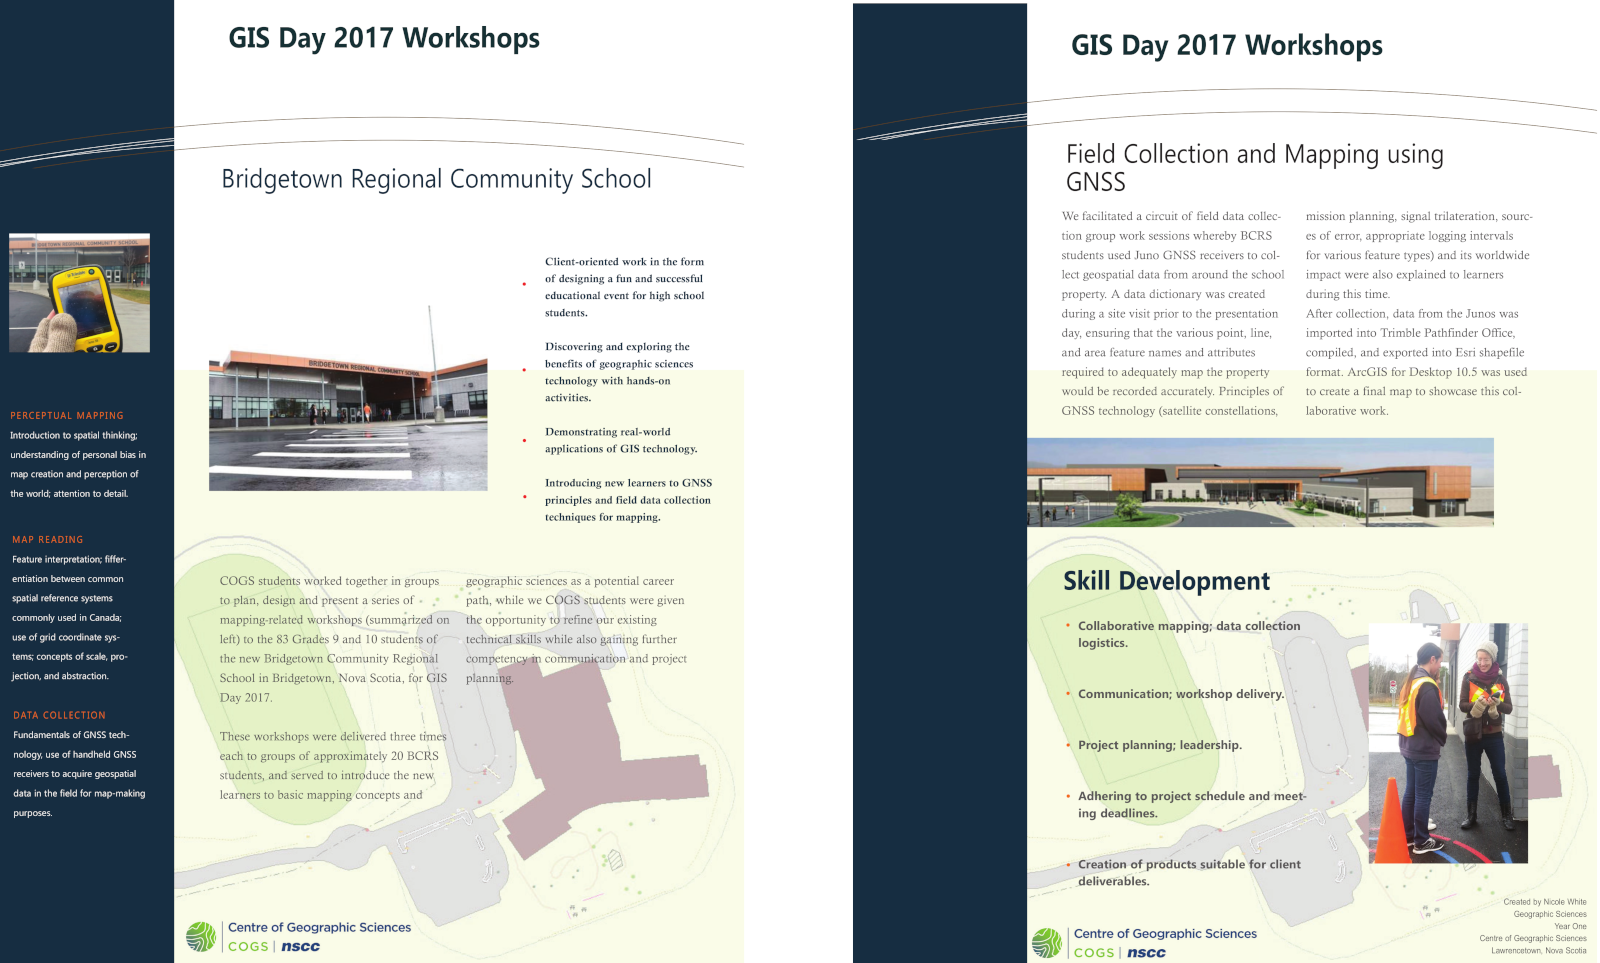 GIS Day 2017 Workshops
Bridgetown Regional Community School
BRIDGETOWN REGIONAL COMMUNITY SCHOOL
PERCEPTUAL MAPPING
Introduction to spatial thinking;
understanding of personal bias in
map creation and perception of
the world; attention to detail.
MAP READING
Feature interpretation; fiffer-
entiation between common
spatial reference systems
commonly used in Canada;
use of grid coordinate sys-
tems; concepts of scale, pro-
jection, and abstraction.
DATA COLLECTION
Fundamentals of GNSS tech-
nology, use of handheld GNSS
receivers to acquire geospatial
data in the field for map-making
purposes.
BRIDGETOWN REGIONAL COMMUNITY SCHOOL
• Client-oriented work in the form
of designing a fun and successful
educational event for high school
students.
• Discovering and exploring the
benefits of geographic sciences
technology with hands-on
activities.
• Demonstrating real-world
applications of GIS technology.
• Introducing new learners to GNSS
principles and field data collection
techniques for mapping.
COGS students worked together in groups
to plan, design and present a series of
mapping-related workshops (summarized on
left) to the 83 Grades 9 and 10 students of
the new Bridgetown Community Regional
School in Bridgetown, Nova Scotia, for GIS
Day 2017.
These workshops were delivered three times
each to groups of approximately 20 BCRS
students, and served to introduce the new
learners to basic mapping concepts and
geographic sciences as a potential career
path, while we COGS students were given
the opportunity to refine our existing
technical skills while also gaining further
competency in communication and project
planning.
Centre of Geographic Sciences
COGS | nscc
GIS Day 2017 Workshops
Field Collection and Mapping using
GNSS
We facilitated a circuit of field data collec-
tion group work sessions whereby BCRS
students used Juno GNSS receivers to col-
lect geospatial data from around the school
property. A data dictionary was created
during a site visit prior to the presentation
day, ensuring that the various point, line,
and area feature names and attributes
required to adequately map the property
would be recorded accurately. Principles of
GNSS technology (satellite constellations,
mission planning, signal trilateration, sourc-
es of error, appropriate logging intervals
for various feature types) and its worldwide
impact were also explained to learners
during this time.
After collection, data from the Junos was
imported into Trimble Pathfinder Office,
compiled, and exported into Esri shapefile
format. ArcGIS for Desktop 10.5 was used
to create a final map to showcase this col-
laborative work.
Skill Development
• Collaborative mapping; data collection
logistics.
• Communication; workshop delivery.
• Project planning; leadership.
• Adhering to project schedule and meet-
ing deadlines.
• Creation of products suitable for client
deliverables.
Centre of Geographic Sciences
COGS | nscc
Created by Nicole White
Geographic Sciences
Year One
Centre of Geographic Sciences
Lawrencetown, Nova Scotia